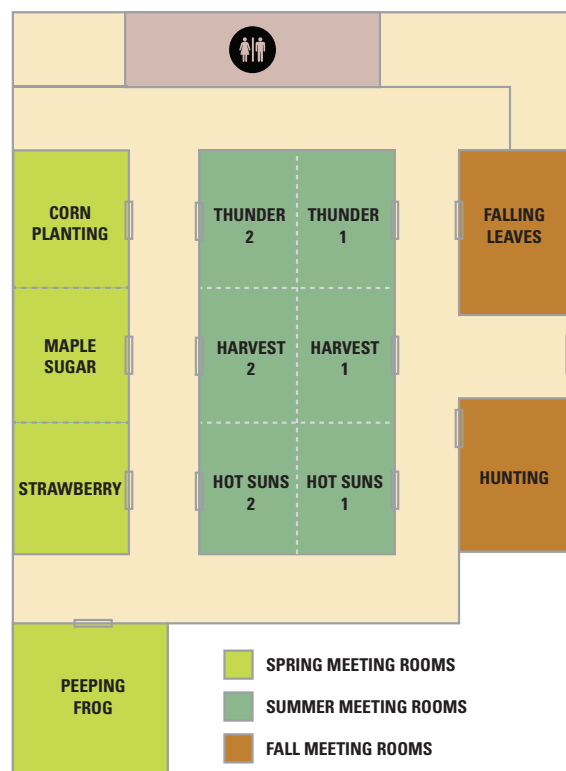 CORN
PLANTING
THUNDER
2
THUNDER
1
FALLING
LEAVES
MAPLE
SUGAR
HARVEST
2
HARVEST
1
STRAWBERRY
HOT SUNS
2
HOT SUNS
1
HUNTING
PEEPING
FROG
SPRING MEETING ROOMS
SUMMER MEETING ROOMS
FALL MEETING ROOMS